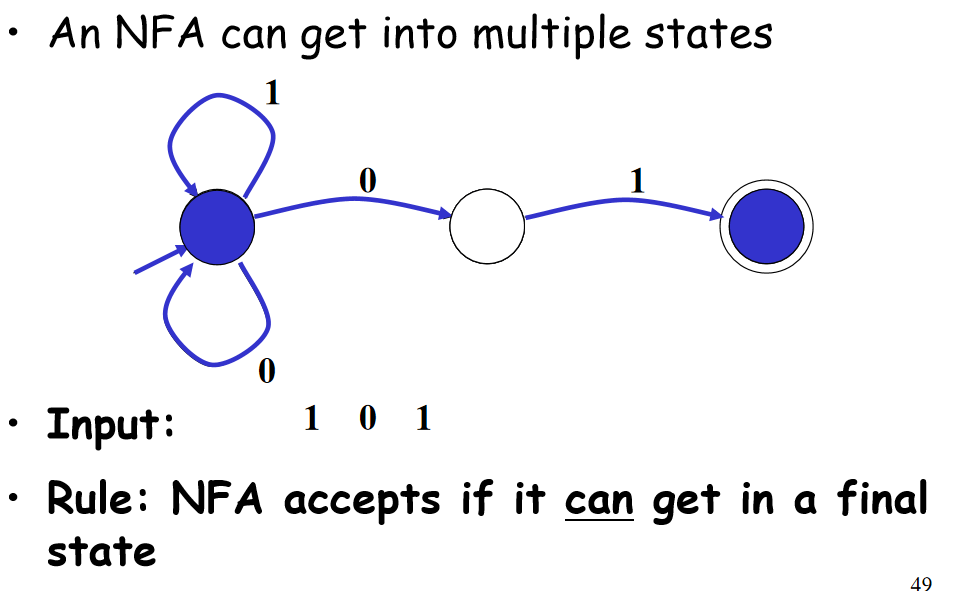 • An NFA can get into multiple states
1
0
1
0
• Input: 1 0 1
• Rule: NFA accepts if it can get in a final
state
49